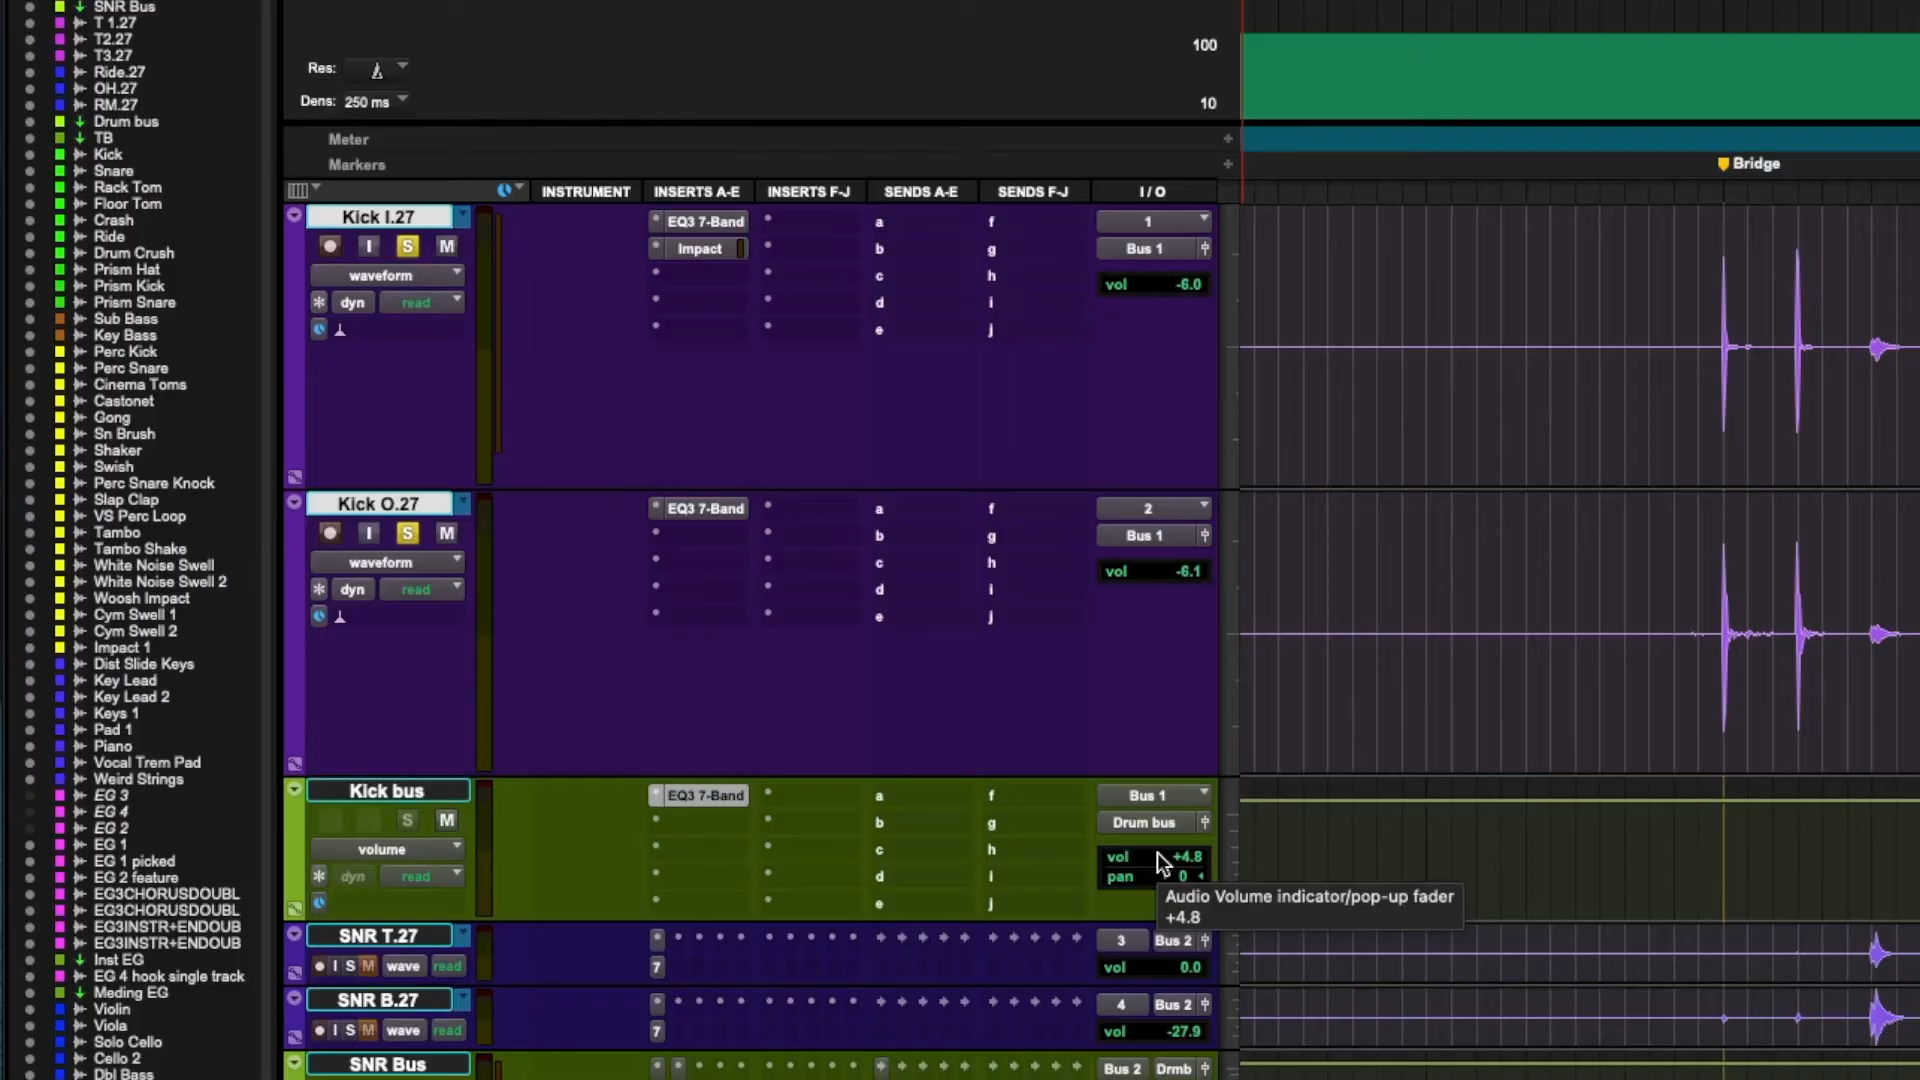 SNR Bus
T 1.27
T2.27
T3.27
Ride.27
OH.27
RM.27
Drum bus
TB
Kick
Snare
Rack Tom
Floor Tom
Crash
Ride
Drum Crush
Prism Hat
Prism Kick
Prism Snare
Sub Bass
Key Bass
Perc Kick
Perc Snare
Cinema Toms
Castonet
Gong
Sn Brush
Shaker
Swish
Perc Snare Knock
Slap Clap
VS Perc Loop
Tambo
Tambo Shake
White Noise Swell
White Noise Swell 2
Woosh Impact
Cym Swell 1
Cym Swell 2
Impact 1
Dist Slide Keys
Key Lead
Key Lead 2
Keys 1
Pad 1
Piano
Vocal Trem Pad
Weird Strings
EG 3
EG 4
EG 2
EG 1
EG 1 picked
EG 2 feature
EG3CHORUSDOUBL
EG3CHORUSDOUBL
EG3INSTR+ENDOUB
EG3INSTR+ENDOUB
Inst EG
EG 4 hook single track
Meding EG
Violin
Viola
Solo Cello
Cello 2
Dbl Bass
100
Res:
Dens: 250 ms
10
Meter
Markers
Bridge
INSTRUMENT INSERTS A-E INSERTS F-J SENDS A-E SENDS F-J I / O
Kick I.27 EQ3 7-Band a f 1
I S M Impact b g Bus 1
waveform c h vol -6.0
dyn read d i
e j
Kick O.27 EQ3 7-Band a f 2
I S M b g Bus 1
waveform c h vol -6.1
dyn read d i
e j
Kick bus EQ3 7-Band a f Bus 1
S M b g Drum bus
volume c h vol +4.8
dyn read d i pan 0
e j
Audio Volume indicator/pop-up fader
+4.8
SNR T.27 3 Bus 2
I S M wave read 7 vol 0.0
SNR B.27 4 Bus 2
I S M wave read 7 vol -27.9
SNR Bus Bus 2 Drmb